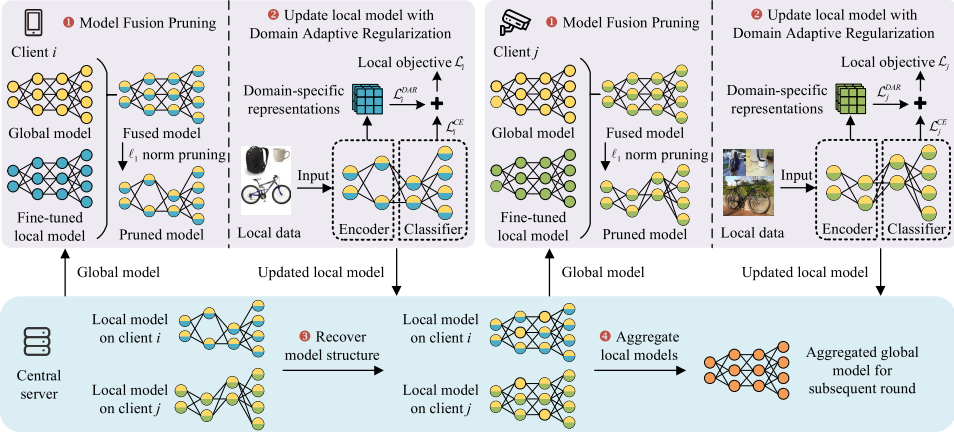 ❶ Model Fusion Pruning
Client i
Global model
Fused model
ℓ₁ norm pruning
Fine-tuned
local model
Pruned model
❷ Update local model with
Domain Adaptive Regularization
Local objective ℒᵢ
Domain-specific
representations
ℒᵢᴰᴬᴿ
ℒᵢᶜᴱ
Input
Local data
Encoder
Classifier
❶ Model Fusion Pruning
Client j
Global model
Fused model
ℓ₁ norm pruning
Fine-tuned
local model
Pruned model
❷ Update local model with
Domain Adaptive Regularization
Local objective ℒⱼ
Domain-specific
representations
ℒⱼᴰᴬᴿ
ℒⱼᶜᴱ
Input
Local data
Encoder
Classifier
Global model
Updated local model
Global model
Updated local model
Central
server
Local model
on client i
Local model
on client j
❸ Recover
model structure
Local model
on client i
Local model
on client j
❹ Aggregate
local models
Aggregated global
model for
subsequent round